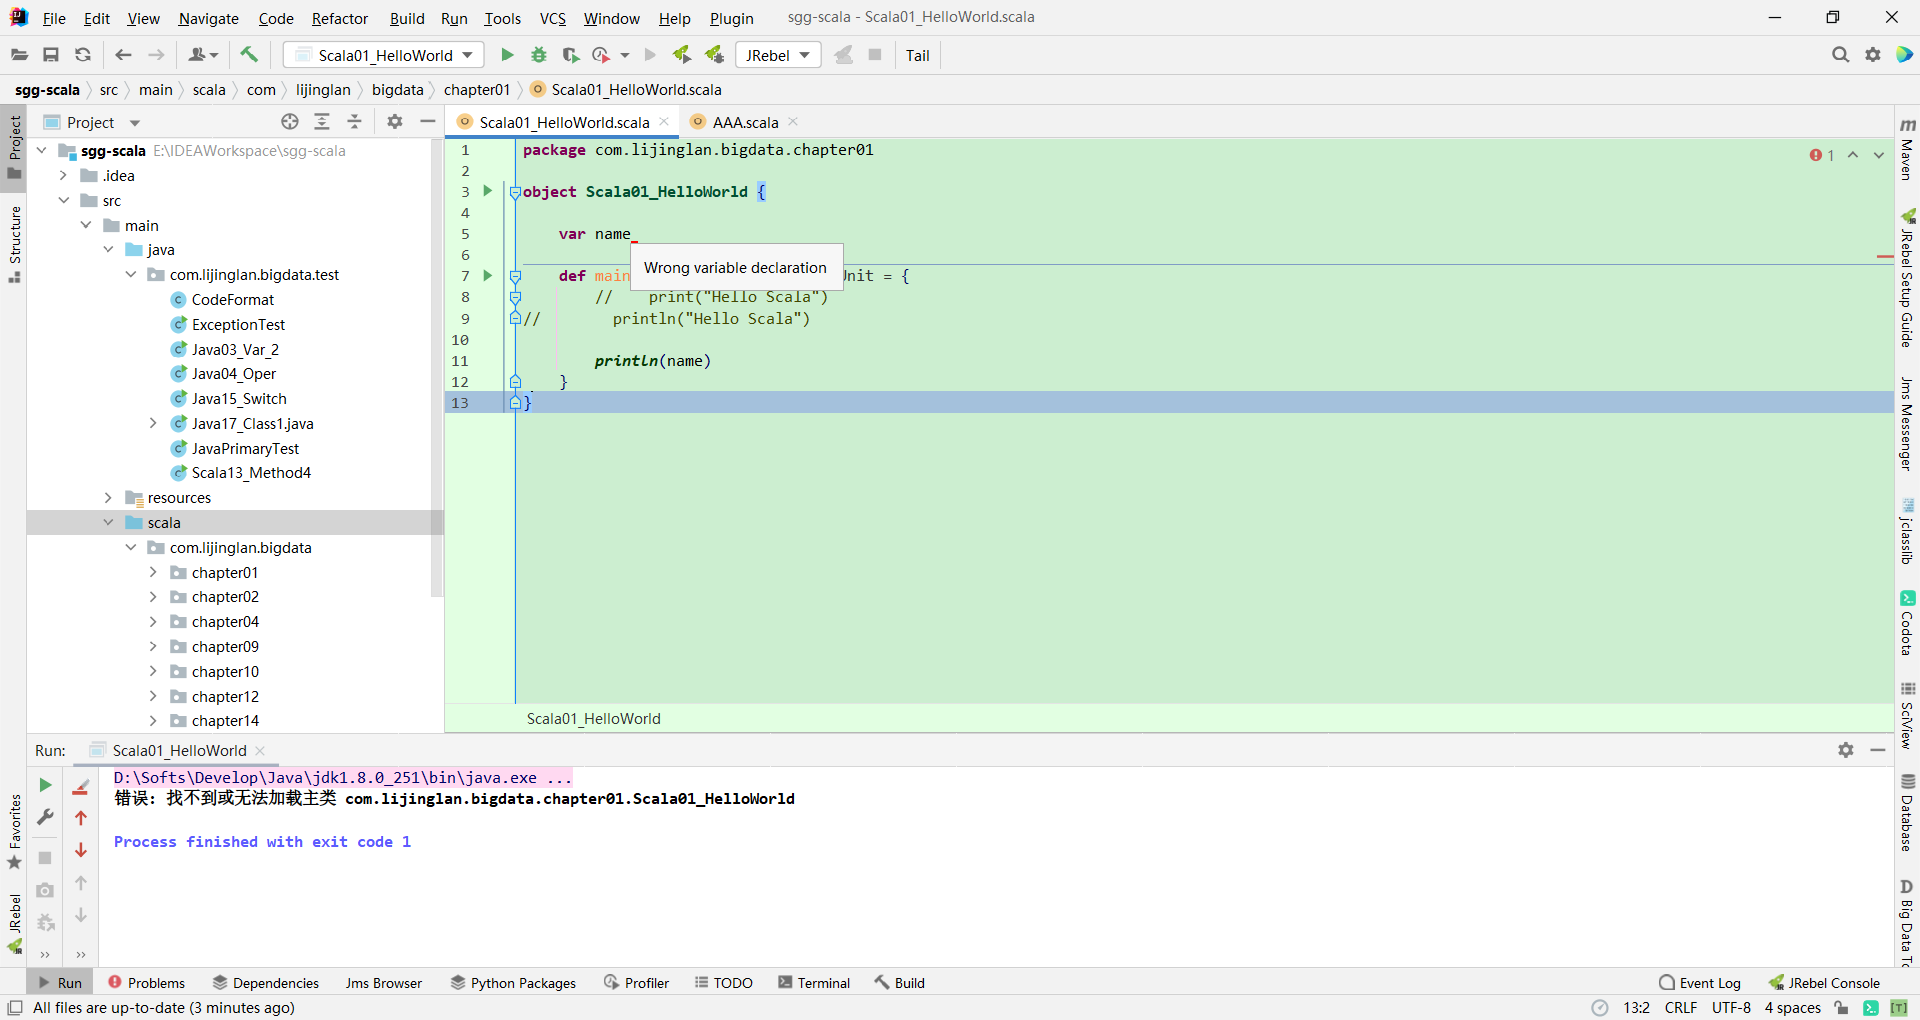 File Edit View Navigate Code Refactor Build Run Tools VCS Window Help Plugin sgg-scala - Scala01_HelloWorld.scala
Scala01_HelloWorld JRebel Tail
sgg-scala src main scala com lijinglan bigdata chapter01 Scala01_HelloWorld.scala
Project
Scala01_HelloWorld.scala AAA.scala
sgg-scala E:\IDEAWorkspace\sgg-scala
.idea
src
main
java
com.lijinglan.bigdata.test
CodeFormat
ExceptionTest
Java03_Var_2
Java04_Oper
Java15_Switch
Java17_Class1.java
JavaPrimaryTest
Scala13_Method4
resources
scala
com.lijinglan.bigdata
chapter01
chapter02
chapter04
chapter09
chapter10
chapter12
chapter14
1 package com.lijinglan.bigdata.chapter01
2
3 object Scala01_HelloWorld {
4
5 var name
6
Wrong variable declaration
7 def main Unit = {
8 // print("Hello Scala")
9 // println("Hello Scala")
10
11 println(name)
12 }
13 }
1
Scala01_HelloWorld
Project
Structure
Favorites
JRebel
Maven
JRebel Setup Guide
Jms Messenger
jclasslib
Codota
SciView
Database
Big Data To
Run: Scala01_HelloWorld
D:\Softs\Develop\Java\jdk1.8.0_251\bin\java.exe ...
错误: 找不到或无法加载主类 com.lijinglan.bigdata.chapter01.Scala01_HelloWorld
Process finished with exit code 1
Run Problems Dependencies Jms Browser Python Packages Profiler TODO Terminal Build Event Log JRebel Console
All files are up-to-date (3 minutes ago) 13:2 CRLF UTF-8 4 spaces [T]